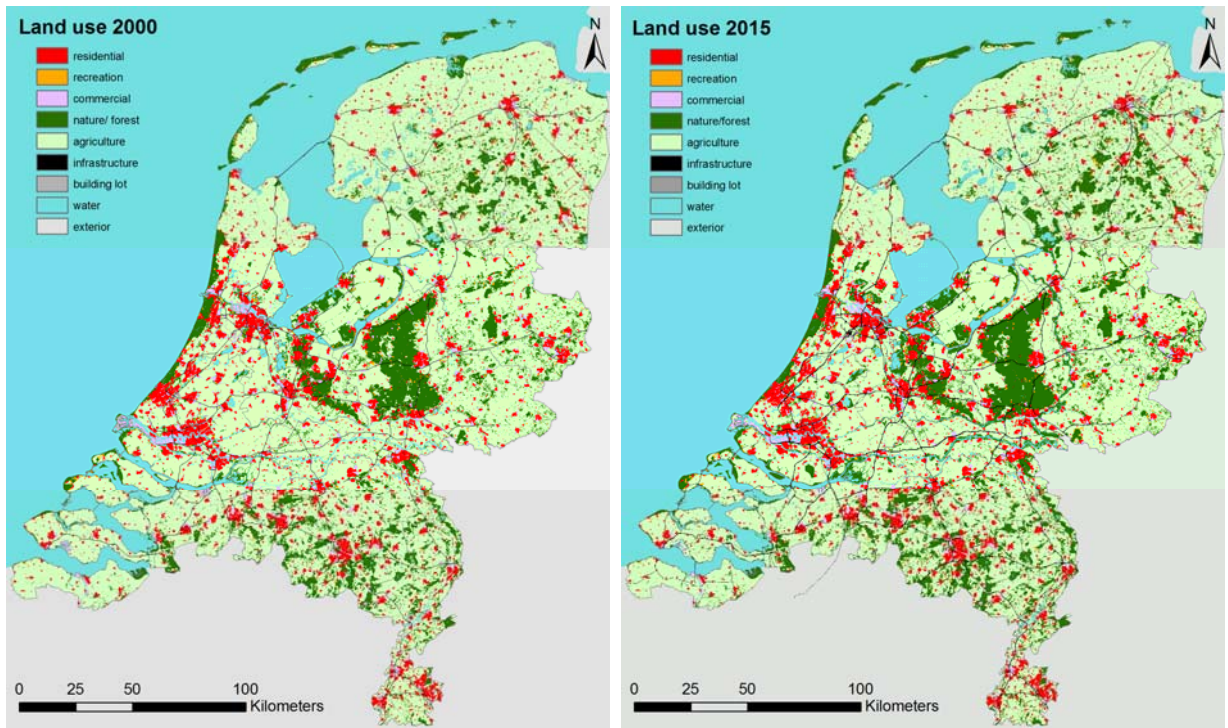 Land use 2000
N
residential
recreation
commercial
nature/ forest
agriculture
infrastructure
building lot
water
exterior
0 25 50 100
Kilometers
Land use 2015
N
residential
recreation
commercial
nature/forest
agriculture
infrastructure
building lot
water
exterior
0 25 50 100
Kilometers